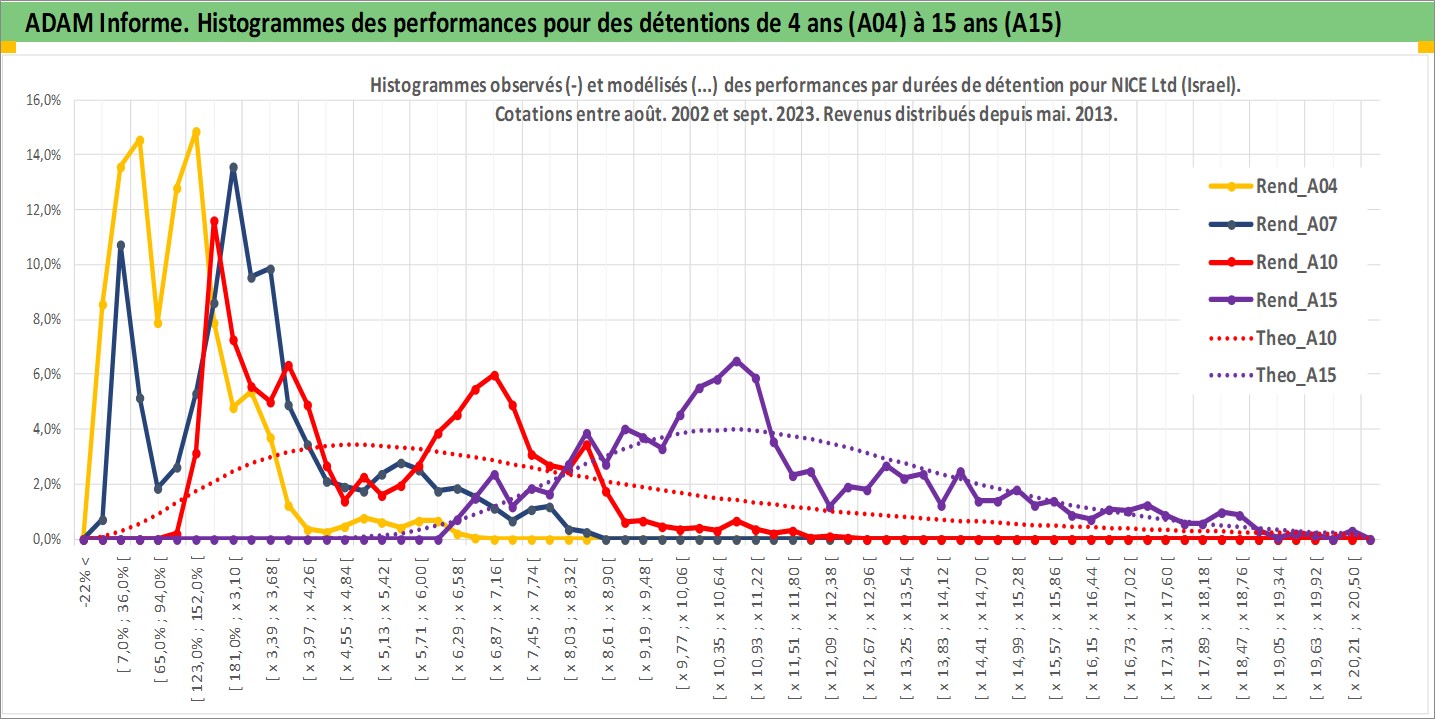 ADAM Informe. Histogrammes des performances pour des détentions de 4 ans (A04) à 15 ans (A15)
Histogrammes observés (-) et modélisés (...) des performances par durées de détention pour NICE Ltd (Israel).
Cotations entre août. 2002 et sept. 2023. Revenus distribués depuis mai. 2013.
16,0%
14,0%
12,0%
10,0%
8,0%
6,0%
4,0%
2,0%
0,0%
Rend_A04
Rend_A07
Rend_A10
Rend_A15
Theo_A10
Theo_A15
-22% <
[ 7,0% ; 36,0% [
[ 65,0% ; 94,0% [
[ 123,0% ; 152,0% [
[ 181,0% ; x 3,10 [
[ x 3,39 ; x 3,68 [
[ x 3,97 ; x 4,26 [
[ x 4,55 ; x 4,84 [
[ x 5,13 ; x 5,42 [
[ x 5,71 ; x 6,00 [
[ x 6,29 ; x 6,58 [
[ x 6,87 ; x 7,16 [
[ x 7,45 ; x 7,74 [
[ x 8,03 ; x 8,32 [
[ x 8,61 ; x 8,90 [
[ x 9,19 ; x 9,48 [
[ x 9,77 ; x 10,06 [
[ x 10,35 ; x 10,64 [
[ x 10,93 ; x 11,22 [
[ x 11,51 ; x 11,80 [
[ x 12,09 ; x 12,38 [
[ x 12,67 ; x 12,96 [
[ x 13,25 ; x 13,54 [
[ x 13,83 ; x 14,12 [
[ x 14,41 ; x 14,70 [
[ x 14,99 ; x 15,28 [
[ x 15,57 ; x 15,86 [
[ x 16,15 ; x 16,44 [
[ x 16,73 ; x 17,02 [
[ x 17,31 ; x 17,60 [
[ x 17,89 ; x 18,18 [
[ x 18,47 ; x 18,76 [
[ x 19,05 ; x 19,34 [
[ x 19,63 ; x 19,92 [
[ x 20,21 ; x 20,50 [